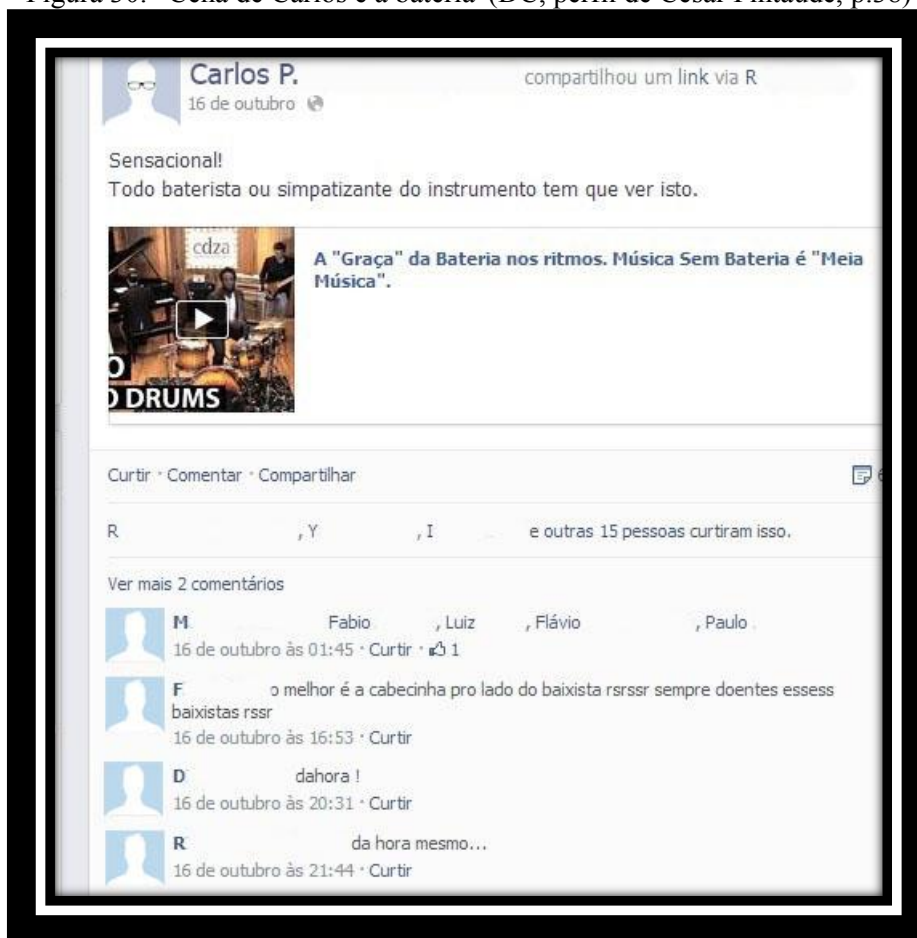 Figura Cena de Carlos e a bateria (DC, perfil de
Carlos P. compartilhou um link via R
16 de outubro
Sensacional!
Todo baterista ou simpatizante do instrumento tem que ver isto.
cdza
O
DRUMS
A "Graça" da Bateria nos ritmos. Música Sem Bateria é "Meia
Música".
Curtir · Comentar · Compartilhar
R , Y , I e outras 15 pessoas curtiram isso.
Ver mais 2 comentários
M Fabio , Luiz , Flávio , Paulo
16 de outubro às 01:45 · Curtir · 1
F o melhor é a cabecinha pro lado do baixista rsrssr sempre doentes essess
baixistas rssr
16 de outubro às 16:53 · Curtir
D dahora !
16 de outubro às 20:31 · Curtir
R da hora mesmo...
16 de outubro às 21:44 · Curtir